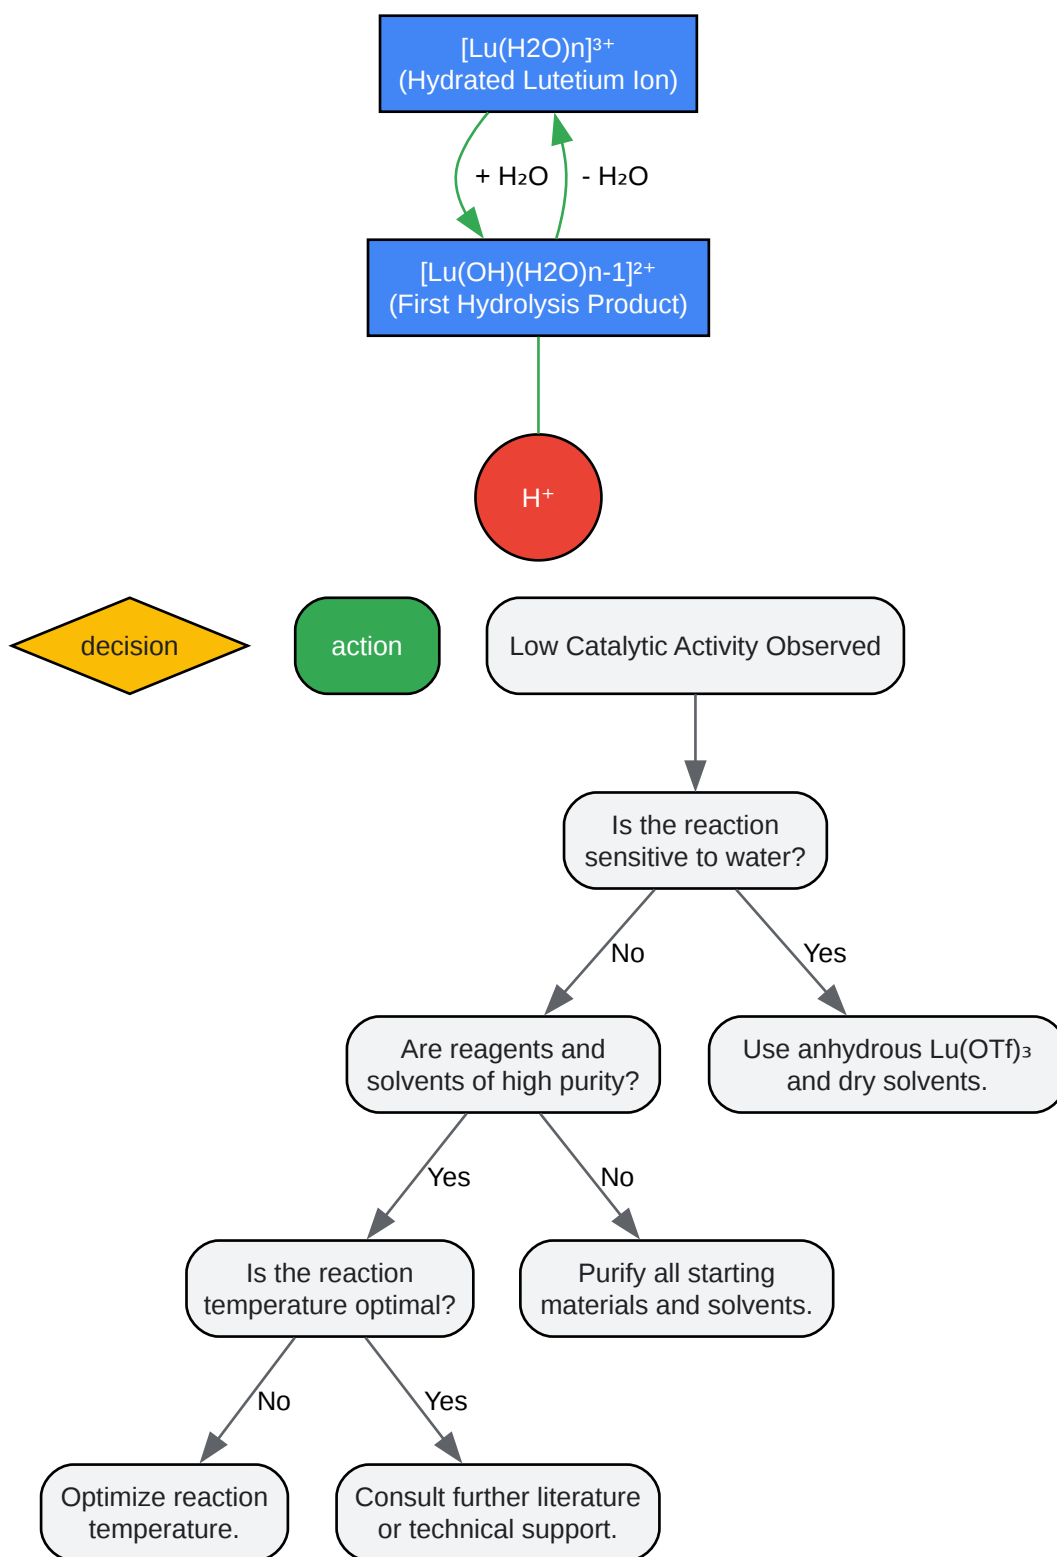 [Lu(H2O)n]³⁺
(Hydrated Lutetium Ion)
+ H₂O
- H₂O
[Lu(OH)(H2O)n-1]²⁺
(First Hydrolysis Product)
H⁺
decision
action
Low Catalytic Activity Observed
Is the reaction
sensitive to water?
No
Yes
Are reagents and
solvents of high purity?
Use anhydrous Lu(OTf)₃
and dry solvents.
Yes
No
Is the reaction
temperature optimal?
Purify all starting
materials and solvents.
No
Yes
Optimize reaction
temperature.
Consult further literature
or technical support.